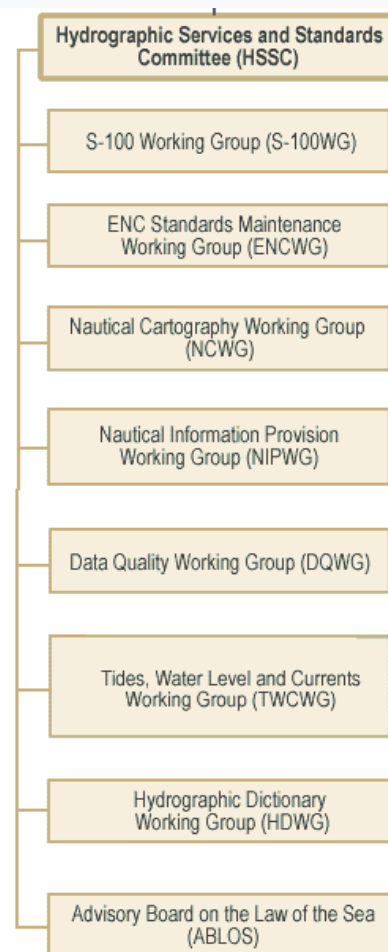 Hydrographic Services and Standards
Committee (HSSC)
S-100 Working Group (S-100WG)
ENC Standards Maintenance
Working Group (ENCWG)
Nautical Cartography Working Group
(NCWG)
Nautical Information Provision
Working Group (NIPWG)
Data Quality Working Group (DQWG)
Tides, Water Level and Currents
Working Group (TWCWG)
Hydrographic Dictionary
Working Group (HDWG)
Advisory Board on the Law of the Sea
(ABLOS)